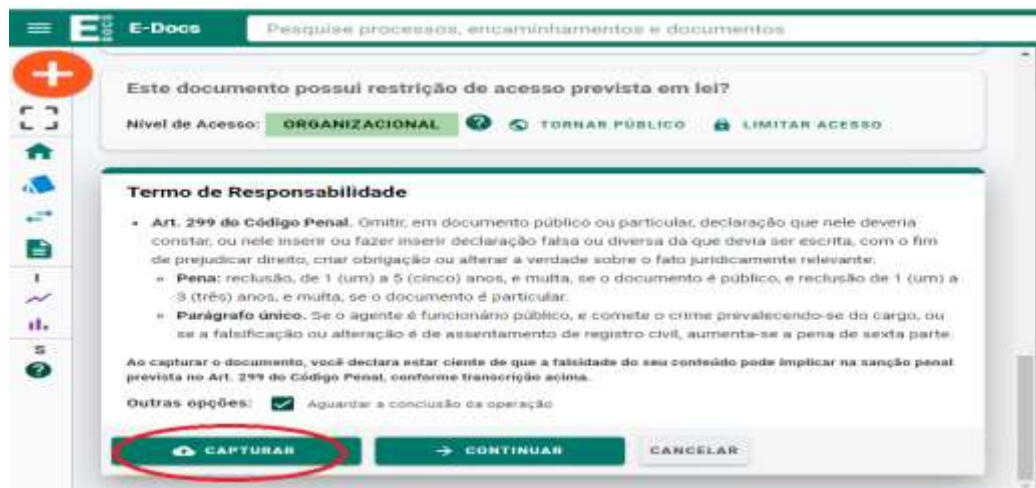 E DOCS E-Docs Pesquise processos, encaminhamentos e documentos
Este documento possui restrição de acesso prevista em lei?
Nível de Acesso: ORGANIZACIONAL ? TORNAR PÚBLICO LIMITAR ACESSO
Termo de Responsabilidade
• Art. 299 do Código Penal. Omitir, em documento público ou particular, declaração que nele deveria
constar, ou nele inserir ou fazer inserir declaração falsa ou diversa da que devia ser escrita, com o fim
de prejudicar direito, criar obrigação ou alterar a verdade sobre o fato juridicamente relevante:
Pena: reclusão, de 1 (um) a 5 (cinco) anos, e multa, se o documento é público, e reclusão de 1 (um) a
3 (três) anos, e multa, se o documento é particular.
Parágrafo único. Se o agente é funcionário público, e comete o crime prevalecendo-se do cargo, ou
se a falsificação ou alteração é de assentamento de registro civil, aumenta-se a pena de sexta parte.
Ao capturar o documento, você declara estar ciente de que a falsidade do seu conteúdo pode implicar na sanção penal
prevista no Art. 299 do Código Penal, conforme transcrição acima.
Outras opções: Aguardar a conclusão da operação
CAPTURAR → CONTINUAR CANCELAR
I
S
?